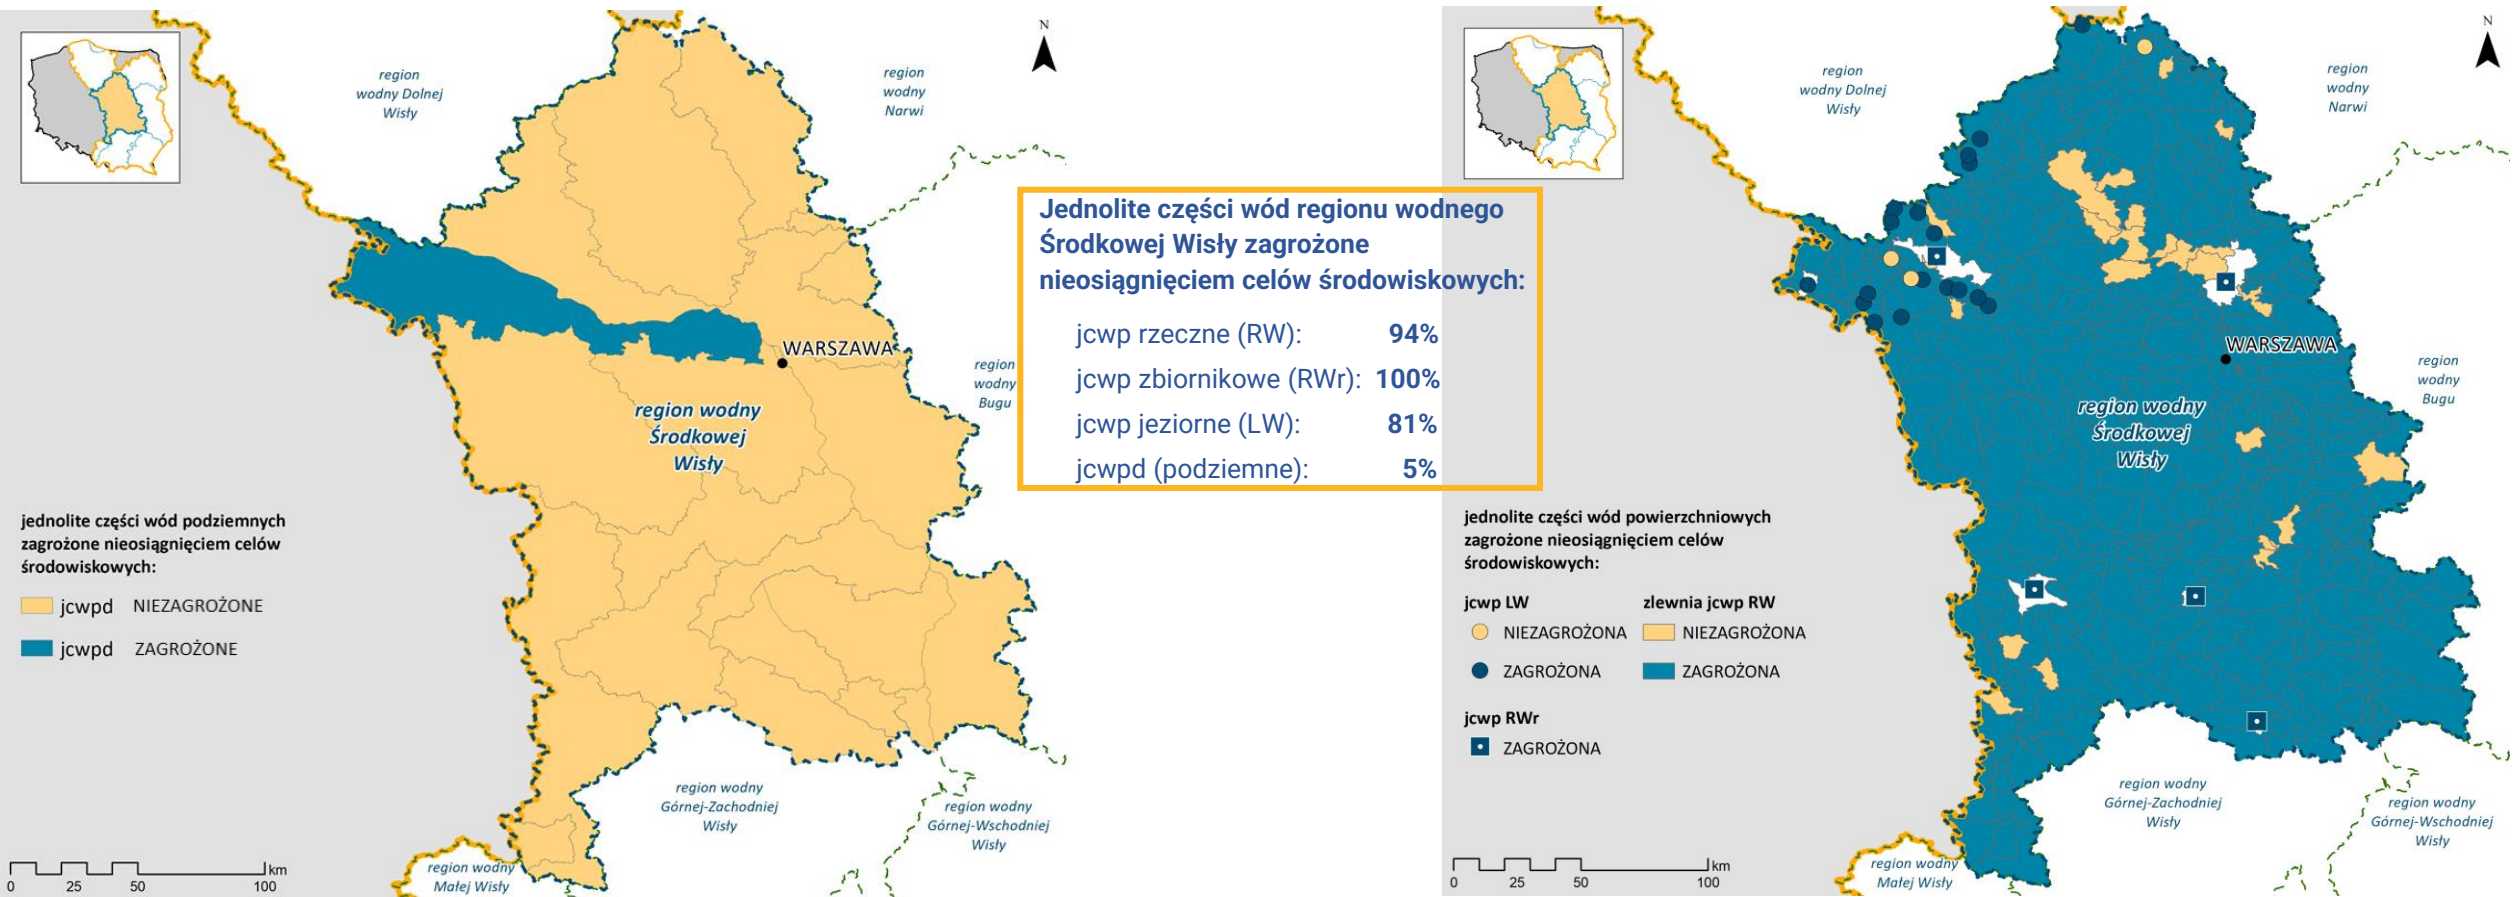 N
region
wodny Dolnej
Wisły
region
wodny
Narwi
WARSZAWA
region
wodny
Bugu
region wodny
Środkowej
Wisły
jednolite części wód podziemnych
zagrożone nieosiągnięciem celów
środowiskowych:
jcwpd NIEZAGROŻONE
jcwpd ZAGROŻONE
region wodny
Górnej-Zachodniej
Wisły
region wodny
Górnej-Wschodniej
Wisły
region wodny
Małej Wisły
km
0 25 50 100
Jednolite części wód regionu wodnego
Środkowej Wisły zagrożone
nieosiągnięciem celów środowiskowych:
jcwp rzeczne (RW): 94%
jcwp zbiornikowe (RWr): 100%
jcwp jeziorne (LW): 81%
jcwpd (podziemne): 5%
N
region
wodny Dolnej
Wisły
region
wodny
Narwi
WARSZAWA
region
wodny
Bugu
region wodny
Środkowej
Wisły
jednolite części wód powierzchniowych
zagrożone nieosiągnięciem celów
środowiskowych:
jcwp LW zlewnia jcwp RW
NIEZAGROŻONA NIEZAGROŻONA
ZAGROŻONA ZAGROŻONA
jcwp RWr
ZAGROŻONA
region wodny
Górnej-Zachodniej
Wisły
region wodny
Górnej-Wschodniej
Wisły
region wodny
Małej Wisły
km
0 25 50 100